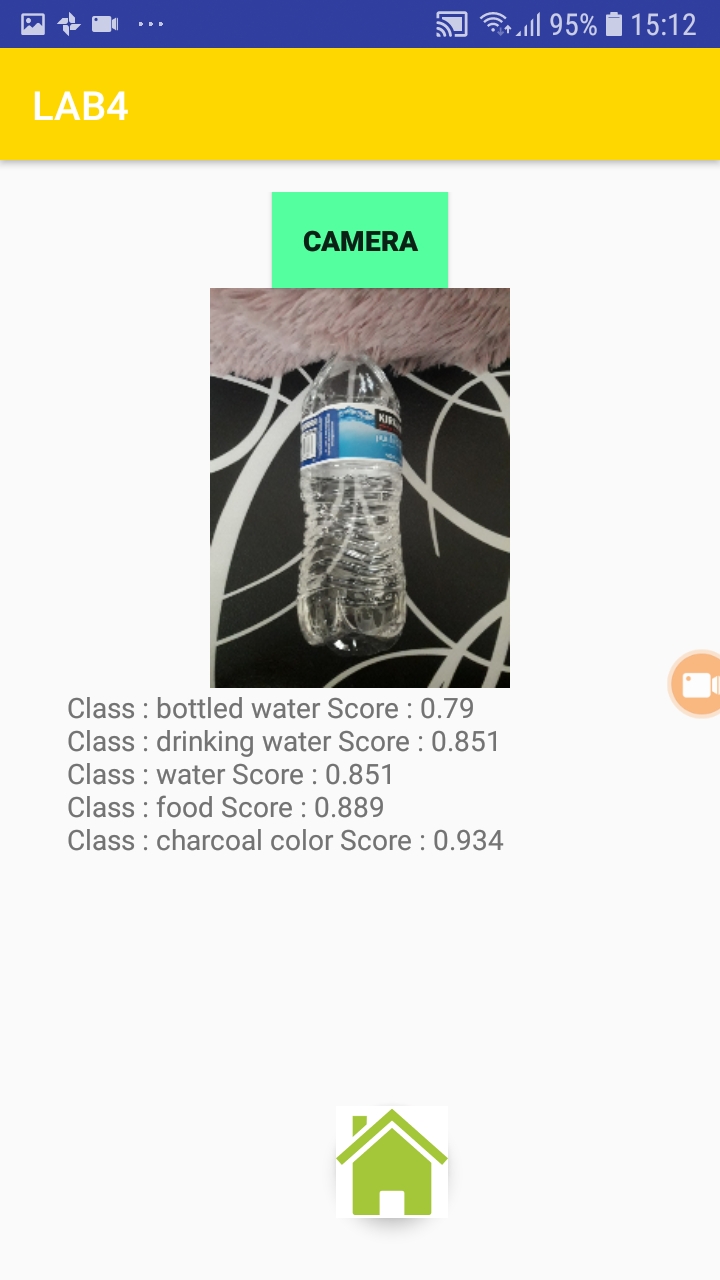 95% 15:12
LAB4
CAMERA
Class : bottled water Score : 0.79
Class : drinking water Score : 0.851
Class : water Score : 0.851
Class : food Score : 0.889
Class : charcoal color Score : 0.934